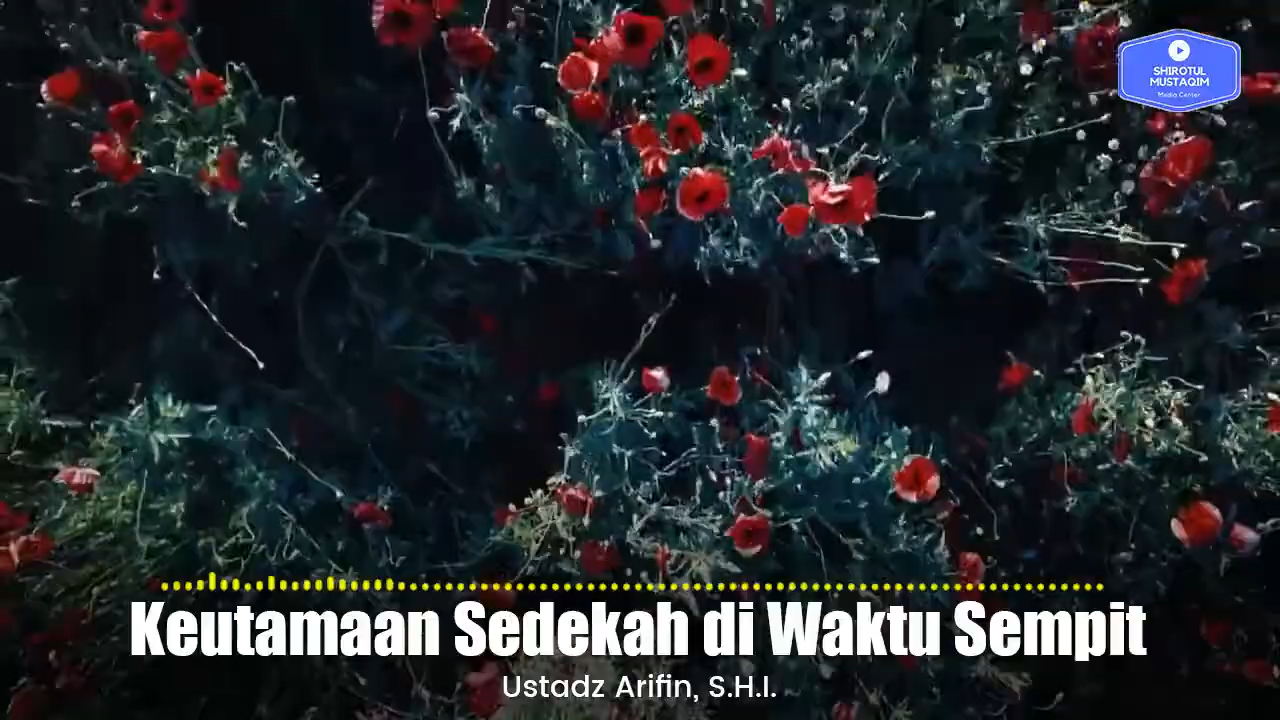 SHIROTUL
MUSTAQIM
Media Center
Keutamaan Sedekah di Waktu Sempit
Ustadz Arifin, S.H.I.